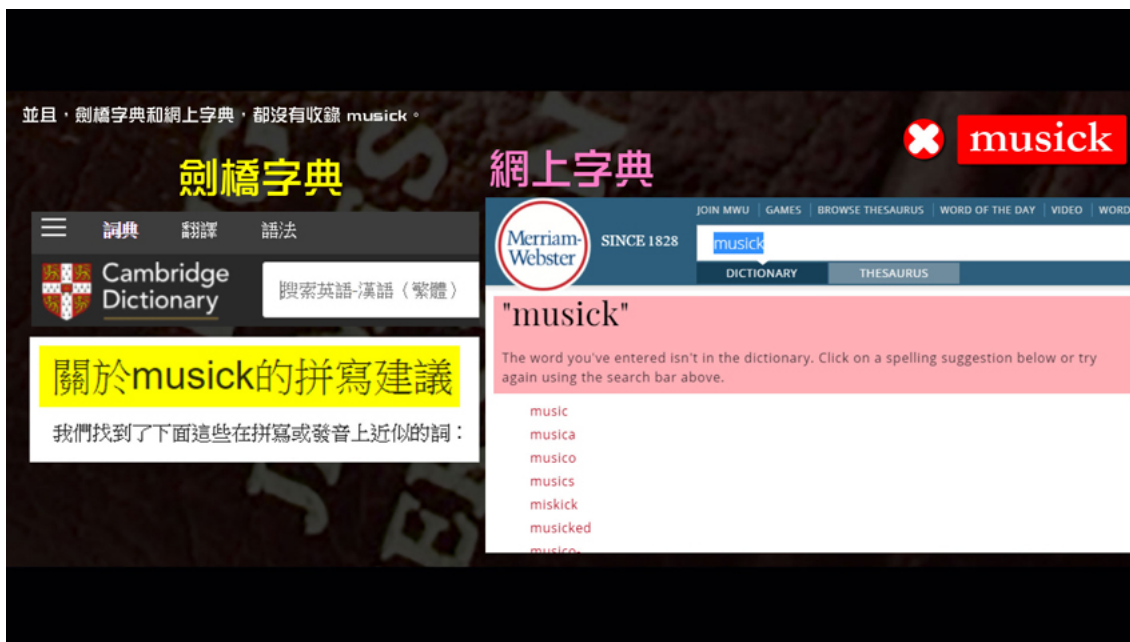 並且，劍橋字典和網上字典，都沒有收錄 musick。
musick
劍橋字典
網上字典
詞典 翻譯 語法
Cambridge
Dictionary
搜索英語-漢語（繁體）
關於musick的拼寫建議
我們找到了下面這些在拼寫或發音上近似的詞：
JOIN MWU GAMES BROWSE THESAURUS WORD OF THE DAY VIDEO WORD
Merriam-
Webster
SINCE 1828
musick
DICTIONARY THESAURUS
"musick"
The word you've entered isn't in the dictionary. Click on a spelling suggestion below or try
again using the search bar above.
music
musica
musico
musics
miskick
musicked
musico-